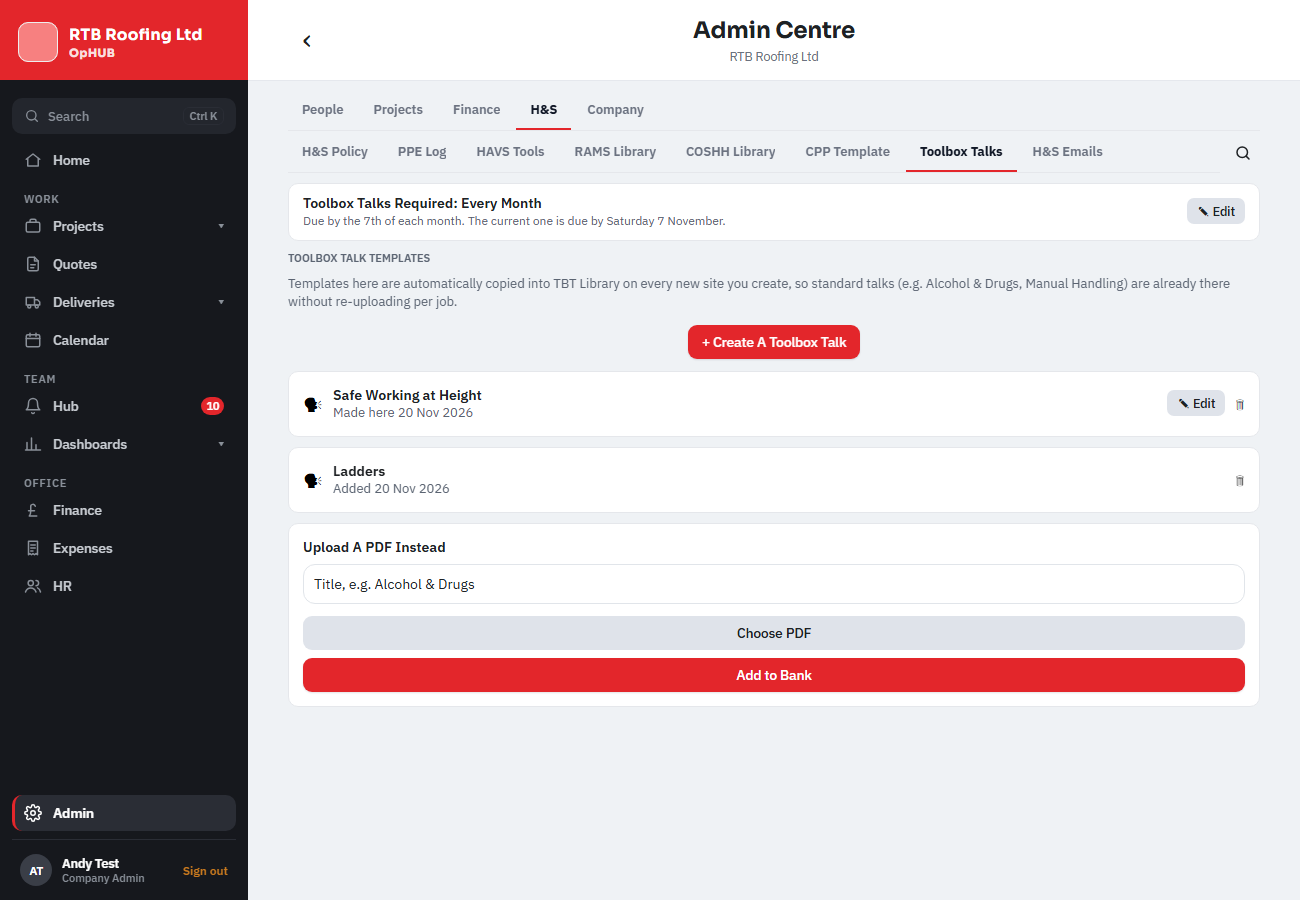 RTB Roofing Ltd
OpHUB
Search
Ctrl K
Home
WORK
Projects
Quotes
Deliveries
Calendar
TEAM
Hub
10
Dashboards
OFFICE
Finance
Expenses
HR
Admin
AT
Andy Test
Company Admin
Sign out
Admin Centre
RTB Roofing Ltd
People
Projects
Finance
H&S
Company
H&S Policy
PPE Log
HAVS Tools
RAMS Library
COSHH Library
CPP Template
Toolbox Talks
H&S Emails
Toolbox Talks Required: Every Month
Due by the 7th of each month. The current one is due by Saturday 7 November.
Edit
TOOLBOX TALK TEMPLATES
Templates here are automatically copied into TBT Library on every new site you create, so standard talks (e.g. Alcohol & Drugs, Manual Handling) are already there
without re-uploading per job.
+ Create A Toolbox Talk
Safe Working at Height
Made here 20 Nov 2026
Edit
Ladders
Added 20 Nov 2026
Upload A PDF Instead
Title, e.g. Alcohol & Drugs
Choose PDF
Add to Bank